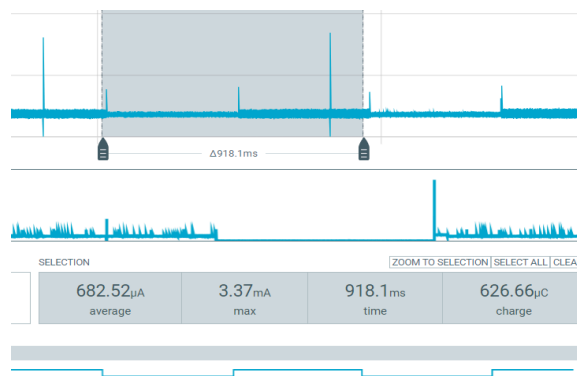 Δ918.1ms
SELECTION
ZOOM TO SELECTION SELECT ALL CLEA
682.52µA 3.37mA 918.1ms 626.66µC
average max time charge